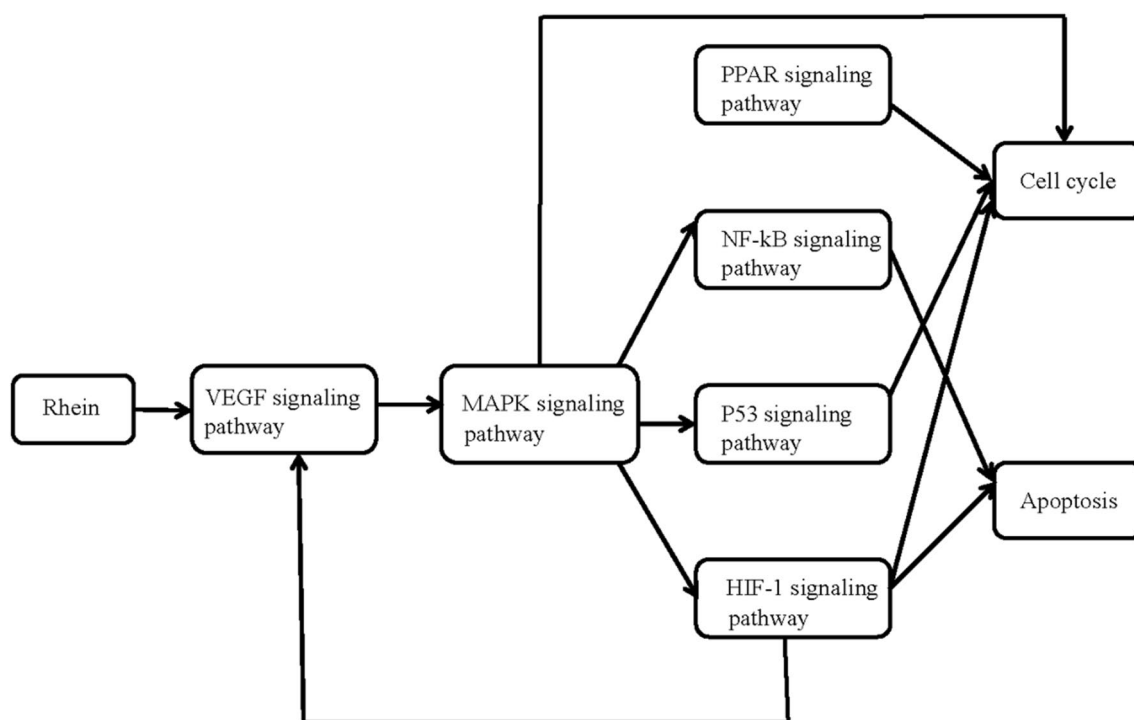 PPAR signaling
pathway
Cell cycle
NF-kB signaling
pathway
Rhein
VEGF signaling
pathway
MAPK signaling
pathway
P53 signaling
pathway
Apoptosis
HIF-1 signaling
pathway